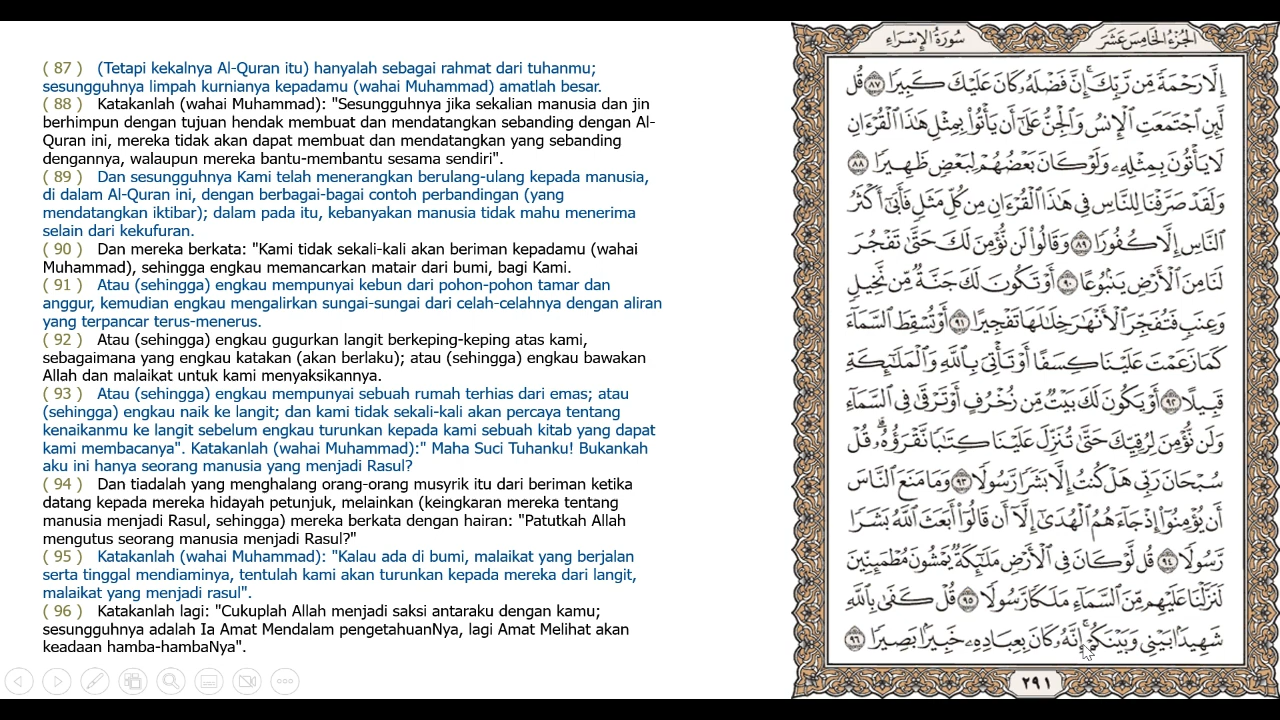 ( 87 ) (Tetapi kekalnya Al-Quran itu) hanyalah sebagai rahmat dari tuhanmu;
sesungguhnya limpah kurnianya kepadamu (wahai Muhammad) amatlah besar.
( 88 ) Katakanlah (wahai Muhammad): "Sesungguhnya jika sekalian manusia dan jin
berhimpun dengan tujuan hendak membuat dan mendatangkan sebanding dengan Al-
Quran ini, mereka tidak akan dapat membuat dan mendatangkan yang sebanding
dengannya, walaupun mereka bantu-membantu sesama sendiri".
( 89 ) Dan sesungguhnya Kami telah menerangkan berulang-ulang kepada manusia,
di dalam Al-Quran ini, dengan berbagai-bagai contoh perbandingan (yang
mendatangkan iktibar); dalam pada itu, kebanyakan manusia tidak mahu menerima
selain dari kekufuran.
( 90 ) Dan mereka berkata: "Kami tidak sekali-kali akan beriman kepadamu (wahai
Muhammad), sehingga engkau memancarkan matair dari bumi, bagi Kami.
( 91 ) Atau (sehingga) engkau mempunyai kebun dari pohon-pohon tamar dan
anggur, kemudian engkau mengalirkan sungai-sungai dari celah-celahnya dengan aliran
yang terpancar terus-menerus.
( 92 ) Atau (sehingga) engkau gugurkan langit berkeping-keping atas kami,
sebagaimana yang engkau katakan (akan berlaku); atau (sehingga) engkau bawakan
Allah dan malaikat untuk kami menyaksikannya.
( 93 ) Atau (sehingga) engkau mempunyai sebuah rumah terhias dari emas; atau
(sehingga) engkau naik ke langit; dan kami tidak sekali-kali akan percaya tentang
kenaikanmu ke langit sebelum engkau turunkan kepada kami sebuah kitab yang dapat
kami membacanya". Katakanlah (wahai Muhammad):" Maha Suci Tuhanku! Bukankah
aku ini hanya seorang manusia yang menjadi Rasul?
( 94 ) Dan tiadalah yang menghalang orang-orang musyrik itu dari beriman ketika
datang kepada mereka hidayah petunjuk, melainkan (keingkaran mereka tentang
manusia menjadi Rasul, sehingga) mereka berkata dengan hairan: "Patutkah Allah
mengutus seorang manusia menjadi Rasul?"
( 95 ) Katakanlah (wahai Muhammad): "Kalau ada di bumi, malaikat yang berjalan
serta tinggal mendiaminya, tentulah kami akan turunkan kepada mereka dari langit,
malaikat yang menjadi rasul".
( 96 ) Katakanlah lagi: "Cukuplah Allah menjadi saksi antaraku dengan kamu;
sesungguhnya adalah Ia Amat Mendalam pengetahuanNya, lagi Amat Melihat akan
keadaan hamba-hambaNya".
الجزء الخامس عشر
سورة الإسراء
إِلَّا رَحْمَةً مِّن رَّبِّكَ ۚ إِنَّ فَضْلَهُۥ كَانَ عَلَيْكَ كَبِيرًا ٨٧ قُل
لَّئِنِ ٱجْتَمَعَتِ ٱلْإِنسُ وَٱلْجِنُّ عَلَىٰٓ أَن يَأْتُوا۟ بِمِثْلِ هَـٰذَا ٱلْقُرْءَانِ
لَا يَأْتُونَ بِمِثْلِهِۦ وَلَوْ كَانَ بَعْضُهُمْ لِبَعْضٍ ظَهِيرًا ٨٨
وَلَقَدْ صَرَّفْنَا لِلنَّاسِ فِى هَـٰذَا ٱلْقُرْءَانِ مِن كُلِّ مَثَلٍ فَأَبَىٰٓ أَكْثَرُ
ٱلنَّاسِ إِلَّا كُفُورًا ٨٩ وَقَالُوا۟ لَن نُّؤْمِنَ لَكَ حَتَّىٰ تَفْجُرَ
لَنَا مِنَ ٱلْأَرْضِ يَنۢبُوعًا ٩٠ أَوْ تَكُونَ لَكَ جَنَّةٌ مِّن نَّخِيلٍ
وَعِنَبٍ فَتُفَجِّرَ ٱلْأَنْهَـٰرَ خِلَـٰلَهَا تَفْجِيرًا ٩١ أَوْ تُسْقِطَ ٱلسَّمَآءَ
كَمَا زَعَمْتَ عَلَيْنَا كِسَفًا أَوْ تَأْتِىَ بِٱللَّهِ وَٱلْمَلَـٰٓئِكَةِ
قَبِيلًا ٩٢ أَوْ يَكُونَ لَكَ بَيْتٌ مِّن زُخْرُفٍ أَوْ تَرْقَىٰ فِى ٱلسَّمَآءِ
وَلَن نُّؤْمِنَ لِرُقِيِّكَ حَتَّىٰ تُنَزِّلَ عَلَيْنَا كِتَـٰبًا نَّقْرَؤُهُۥ ۗ قُلْ
سُبْحَانَ رَبِّى هَلْ كُنتُ إِلَّا بَشَرًا رَّسُولًا ٩٣ وَمَا مَنَعَ ٱلنَّاسَ
أَن يُؤْمِنُوٓا۟ إِذْ جَآءَهُمُ ٱلْهُدَىٰٓ إِلَّآ أَن قَالُوٓا۟ أَبَعَثَ ٱللَّهُ بَشَرًا
رَّسُولًا ٩٤ قُل لَّوْ كَانَ فِى ٱلْأَرْضِ مَلَـٰٓئِكَةٌ يَمْشُونَ مُطْمَئِنِّينَ
لَنَزَّلْنَا عَلَيْهِم مِّنَ ٱلسَّمَآءِ مَلَكًا رَّسُولًا ٩٥ قُلْ كَفَىٰ بِٱللَّهِ
شَهِيدًۢا بَيْنِى وَبَيْنَكُمْ ۚ إِنَّهُۥ كَانَ بِعِبَادِهِۦ خَبِيرًۢا بَصِيرًا ٩٦
٢٩١